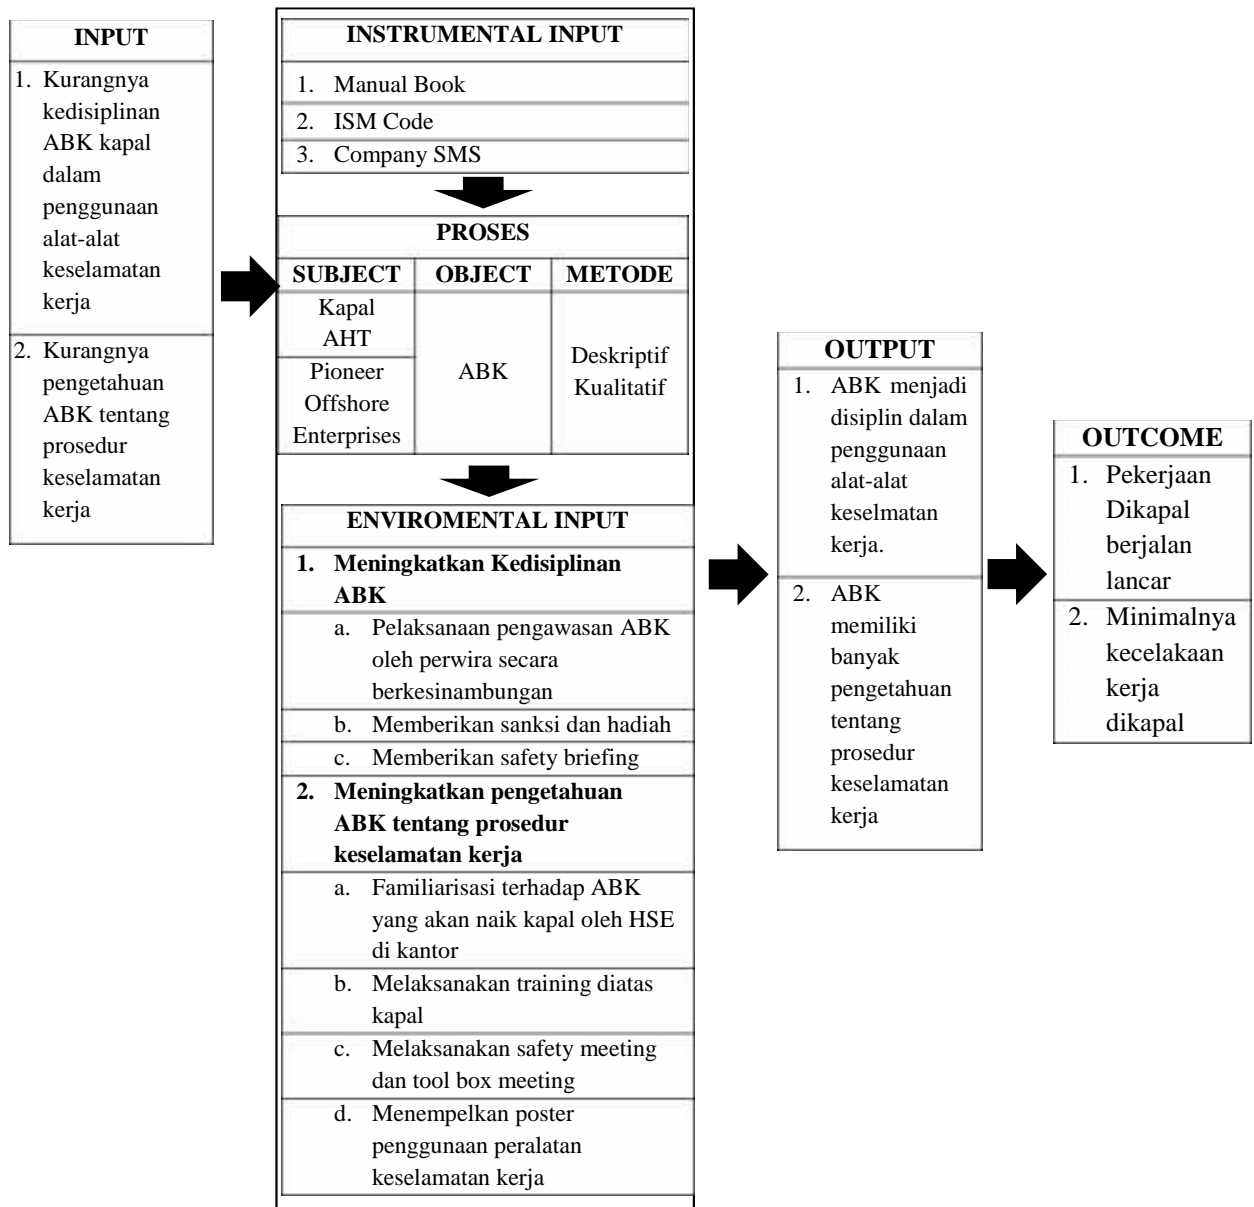 INPUT
1. Kurangnya
kedisiplinan
ABK kapal
dalam
penggunaan
alat-alat
keselamatan
kerja
2. Kurangnya
pengetahuan
ABK tentang
prosedur
keselamatan
kerja
INSTRUMENTAL INPUT
1. Manual Book
2. ISM Code
3. Company SMS
PROSES
SUBJECT OBJECT METODE
Kapal
AHT
Pioneer
Offshore
Enterprises
ABK
Deskriptif
Kualitatif
ENVIROMENTAL INPUT
1. Meningkatkan Kedisiplinan
ABK
a. Pelaksanaan pengawasan ABK
oleh perwira secara
berkesinambungan
b. Memberikan sanksi dan hadiah
c. Memberikan safety briefing
2. Meningkatkan pengetahuan
ABK tentang prosedur
keselamatan kerja
a. Familiarisasi terhadap ABK
yang akan naik kapal oleh HSE
di kantor
b. Melaksanakan training diatas
kapal
c. Melaksanakan safety meeting
dan tool box meeting
d. Menempelkan poster
penggunaan peralatan
keselamatan kerja
OUTPUT
1. ABK menjadi
disiplin dalam
penggunaan
alat-alat
keselmatan
kerja.
2. ABK
memiliki
banyak
pengetahuan
tentang
prosedur
keselamatan
kerja
OUTCOME
1. Pekerjaan
Dikapal
berjalan
lancar
2. Minimalnya
kecelakaan
kerja
dikapal